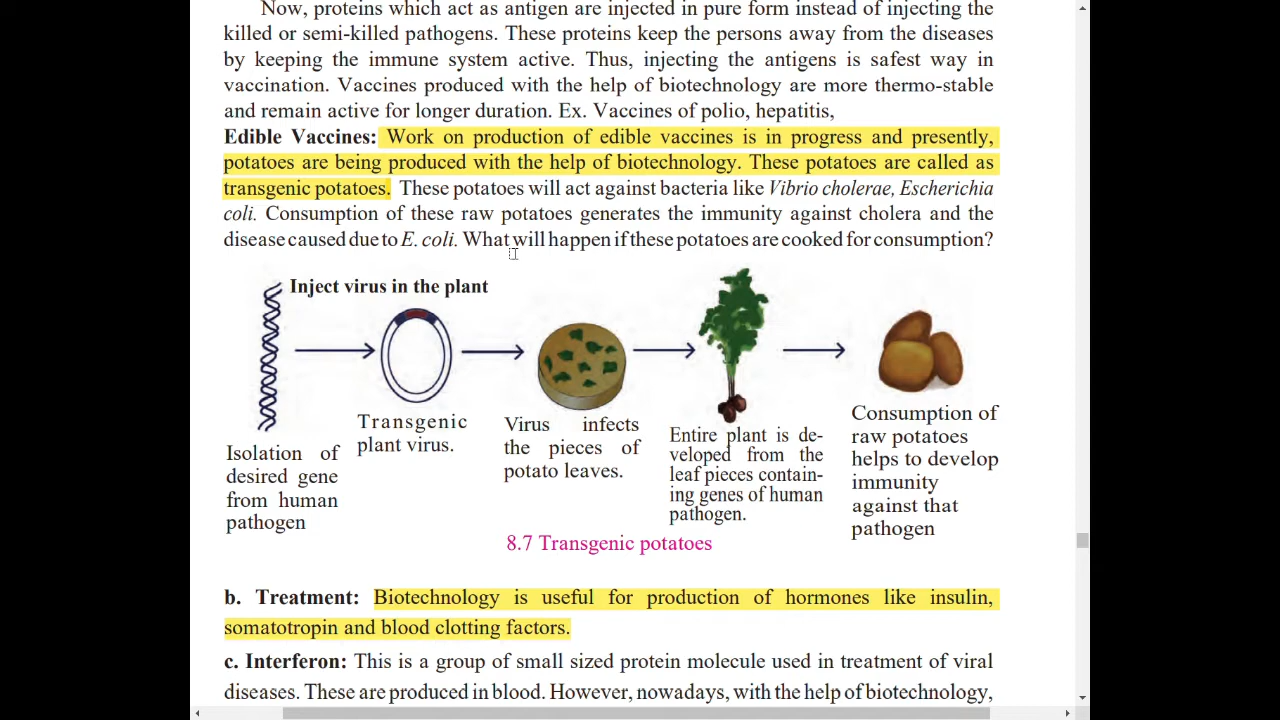 Now, proteins which act as antigen are injected in pure form instead of injecting the
killed or semi-killed pathogens. These proteins keep the persons away from the diseases
by keeping the immune system active. Thus, injecting the antigens is safest way in
vaccination. Vaccines produced with the help of biotechnology are more thermo-stable
and remain active for longer duration. Ex. Vaccines of polio, hepatitis,
Edible Vaccines: Work on production of edible vaccines is in progress and presently,
potatoes are being produced with the help of biotechnology. These potatoes are called as
transgenic potatoes. These potatoes will act against bacteria like Vibrio cholerae, Escherichia
coli. Consumption of these raw potatoes generates the immunity against cholera and the
disease caused due to E. coli. What will happen if these potatoes are cooked for consumption?
Inject virus in the plant
Isolation of
desired gene
from human
pathogen
Transgenic
plant virus.
Virus infects
the pieces of
potato leaves.
Entire plant is de-
veloped from the
leaf pieces contain-
ing genes of human
pathogen.
Consumption of
raw potatoes
helps to develop
immunity
against that
pathogen
8.7 Transgenic potatoes
b. Treatment: Biotechnology is useful for production of hormones like insulin,
somatotropin and blood clotting factors.
c. Interferon: This is a group of small sized protein molecule used in treatment of viral
diseases. These are produced in blood. However, nowadays, with the help of biotechnology,